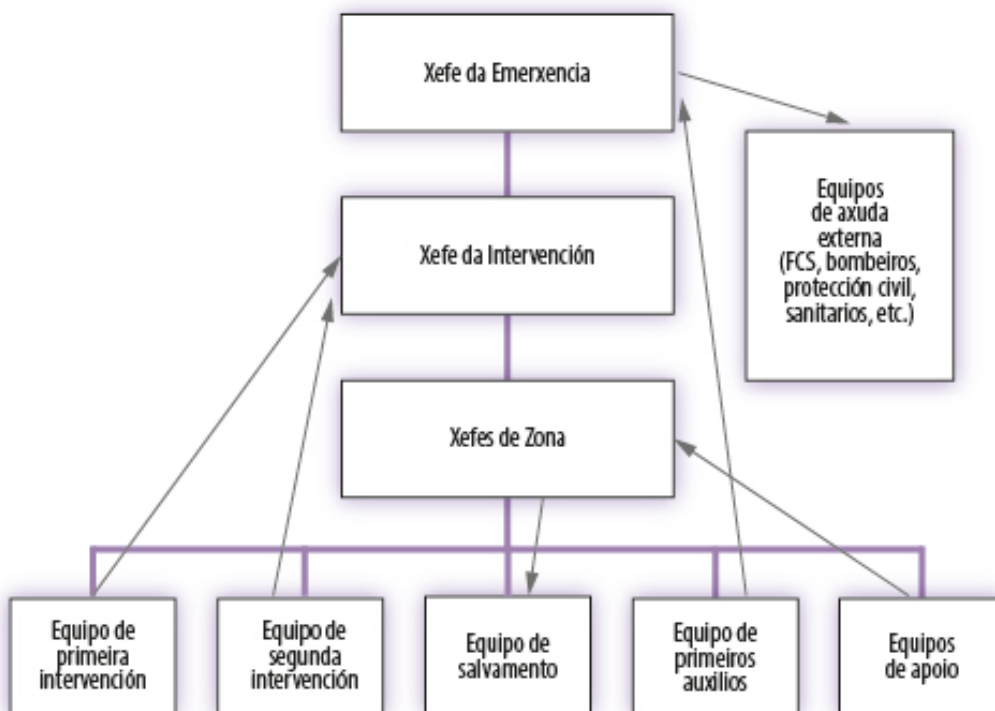 Xefe da Emerxencia
Equipos
de axuda
externa
(FCS, bombeiros,
protección civil,
sanitarios, etc.)
Xefe da Intervención
Xefes de Zona
Equipo de
primeira
intervención
Equipo de
segunda
intervención
Equipo de
salvamento
Equipo de
primeiros
auxilios
Equipos
de apoio